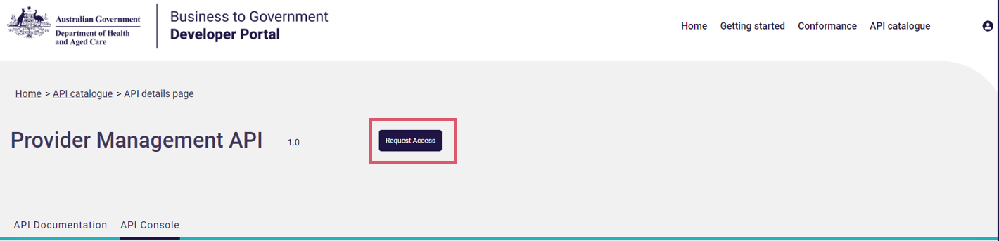 Australian Government
Department of Health
and Aged Care
Business to Government
Developer Portal
Home Getting started Conformance API catalogue
Home > API catalogue > API details page
Provider Management API 1.0 Request Access
API Documentation API Console